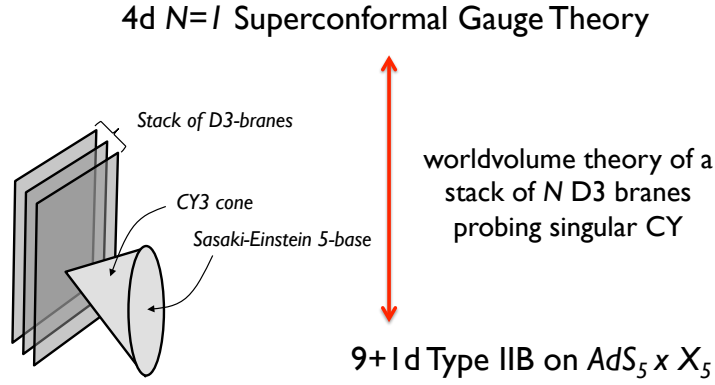 4d N=1 Superconformal Gauge Theory
Stack of D3-branes
CY3 cone
Sasaki-Einstein 5-base
worldvolume theory of a
stack of N D3 branes
probing singular CY
9+1d Type IIB on AdS₅ x X₅